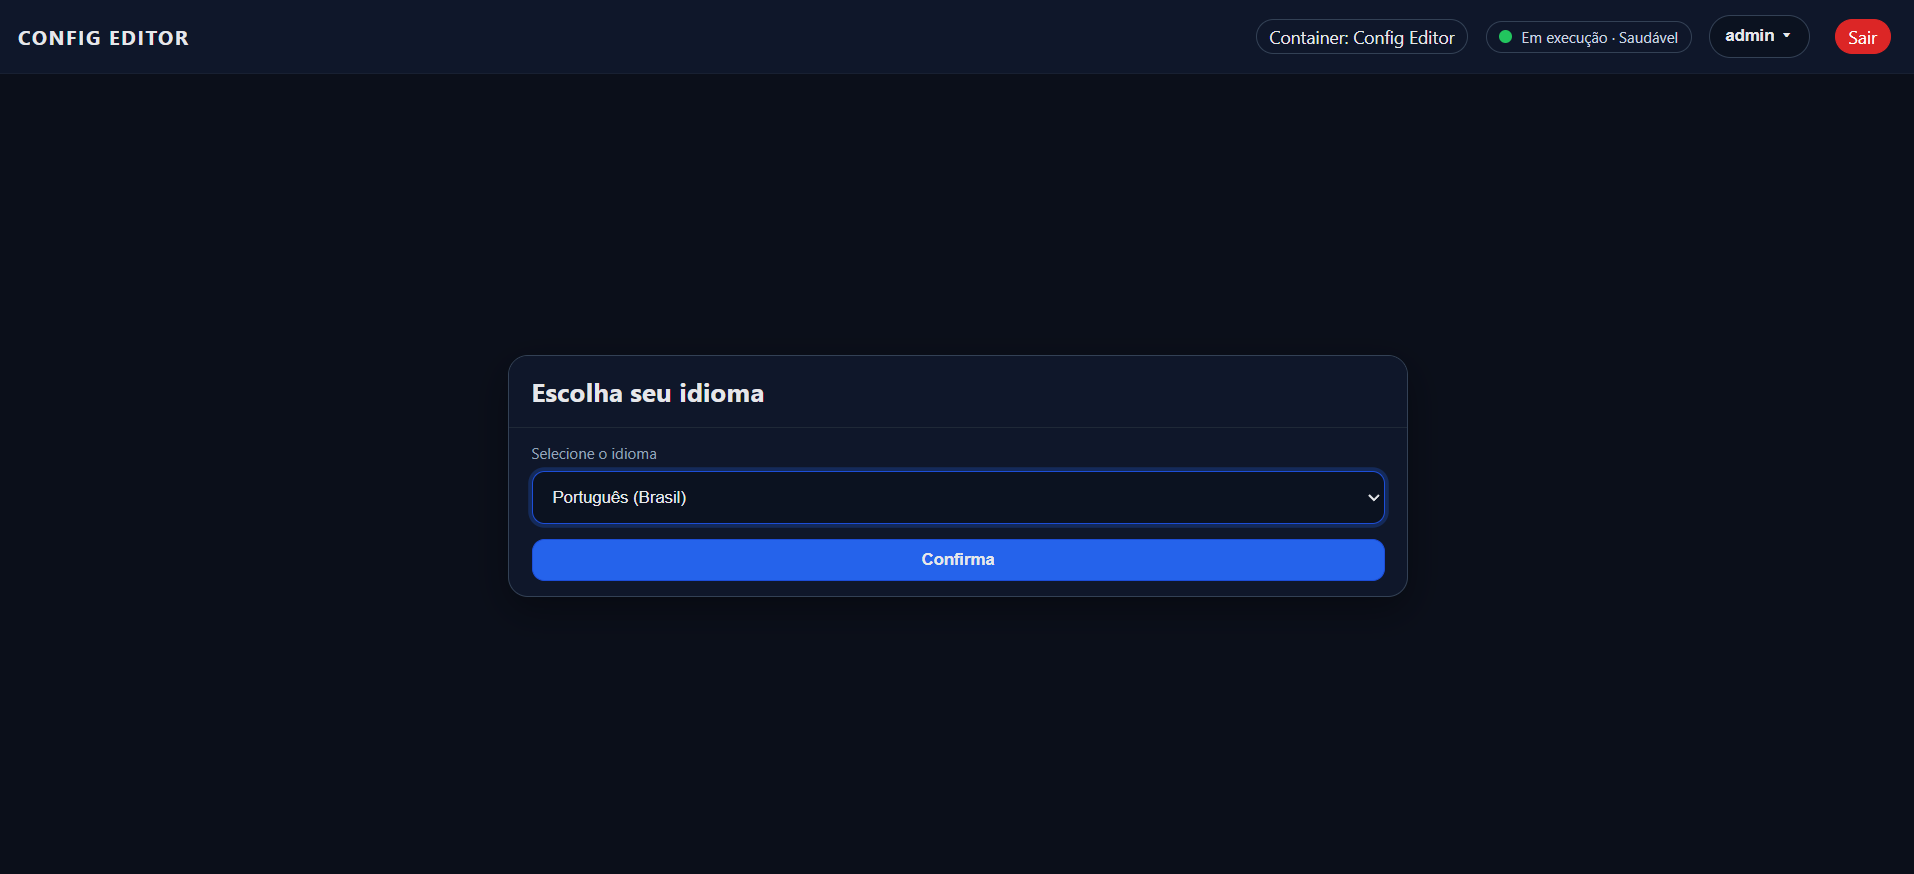 CONFIG EDITOR
Container: Config Editor
Em execução · Saudável
admin
Sair
Escolha seu idioma
Selecione o idioma
Português (Brasil)
Confirma